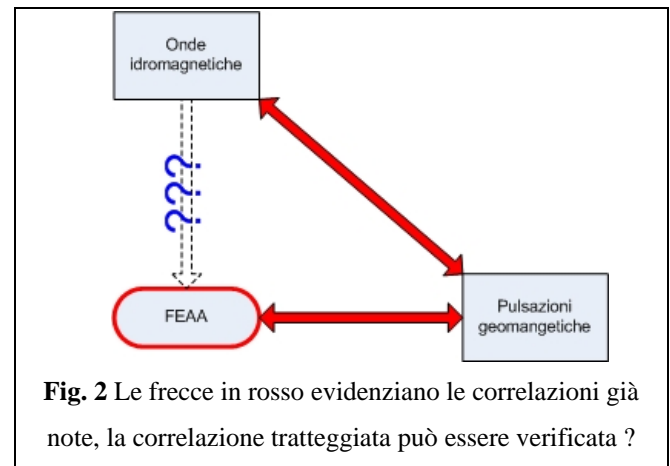 Onde
idromagnetiche
???
FEAA
Pulsazioni
geomangetiche
Fig. 2 Le frecce in rosso evidenziano le correlazioni già
note, la correlazione tratteggiata può essere verificata ?